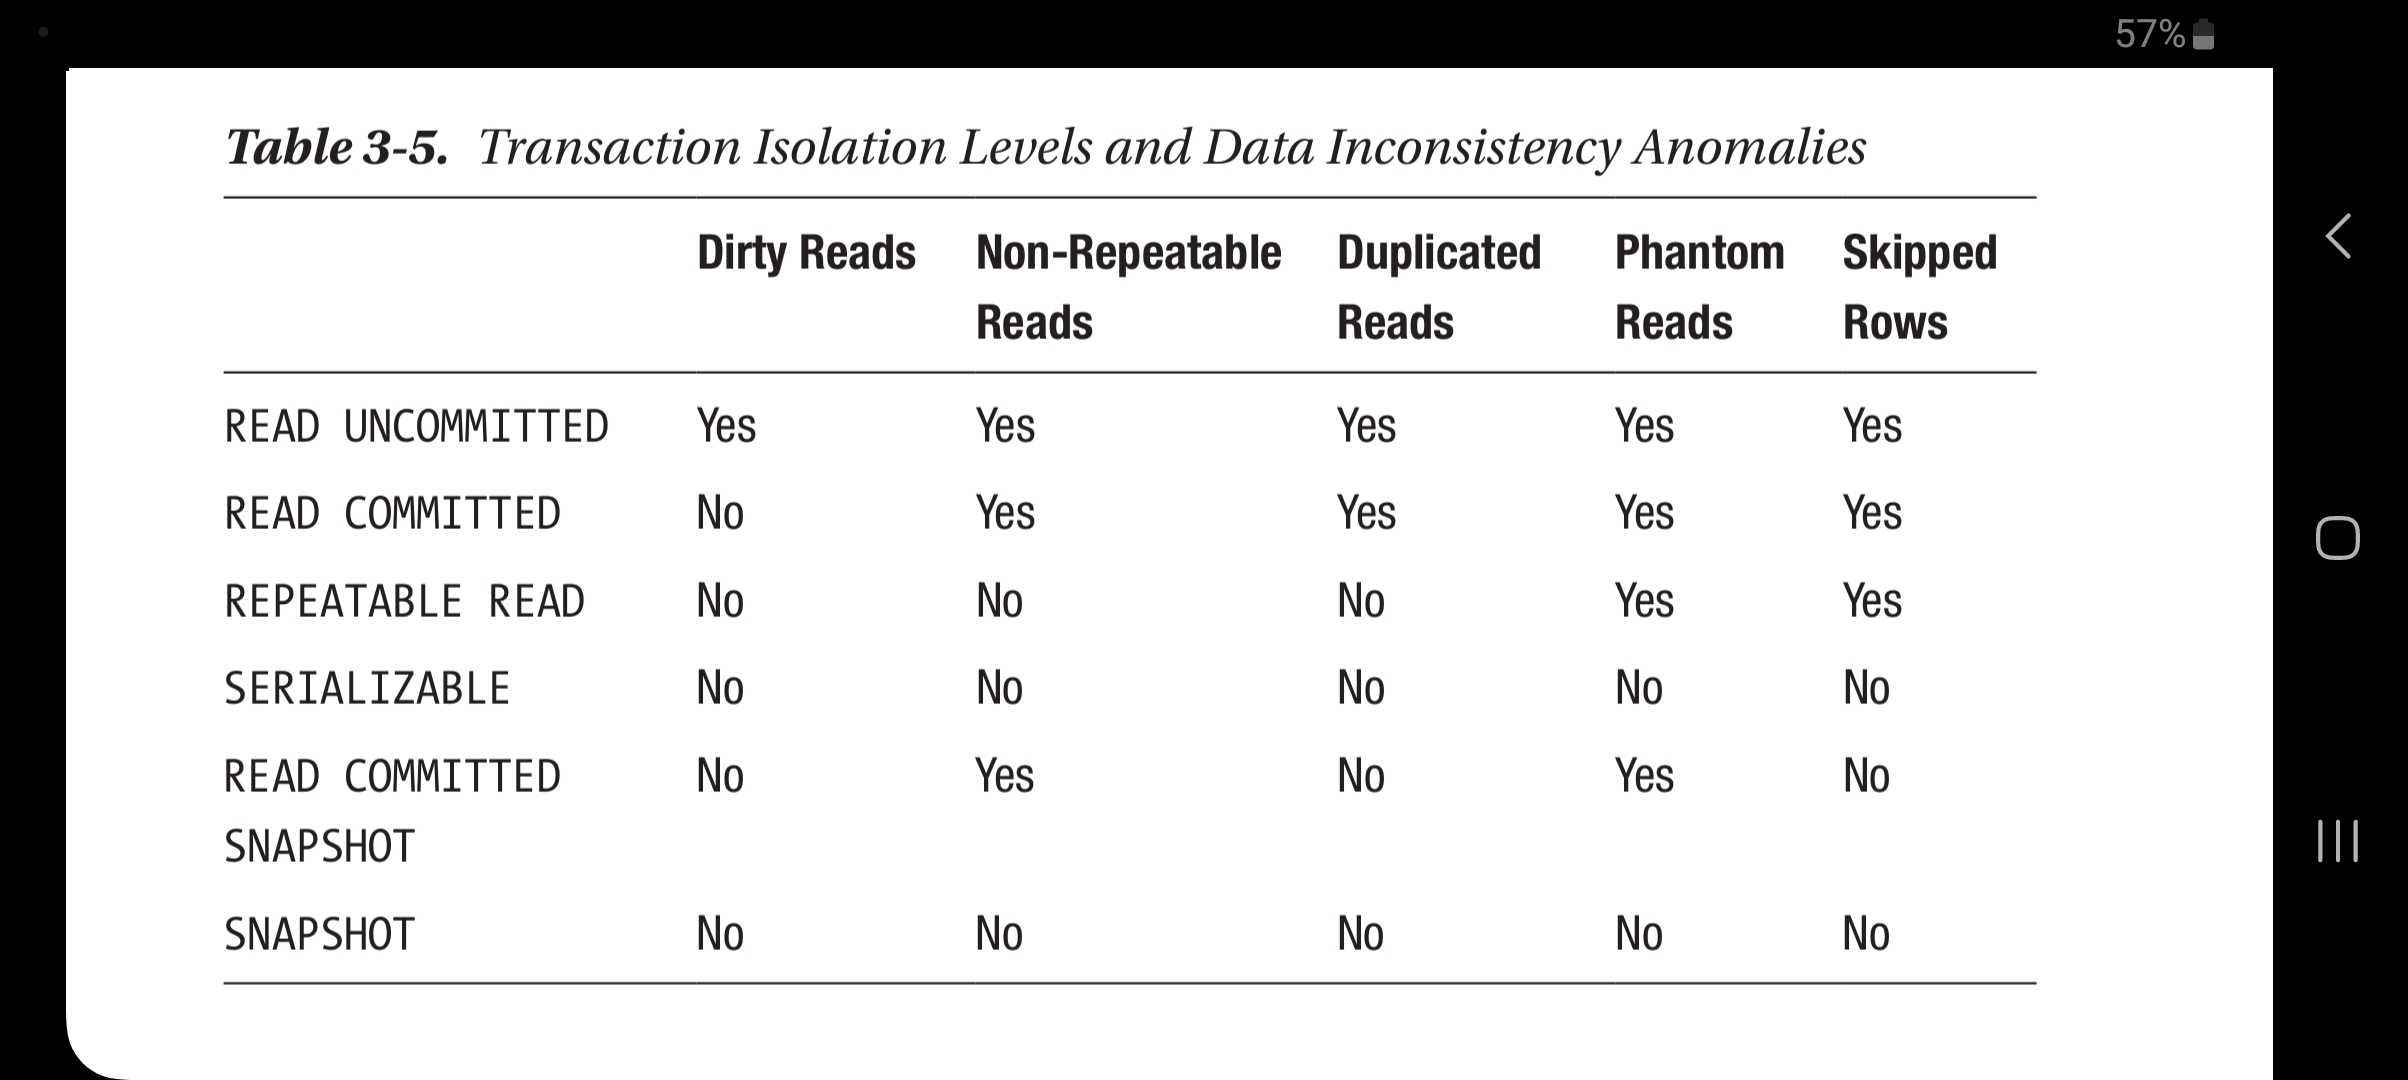 57%
Table 3-5. Transaction Isolation Levels and Data Inconsistency Anomalies
Dirty Reads Non-Repeatable Duplicated Phantom Skipped
Reads Reads Reads Rows
READ UNCOMMITTED Yes Yes Yes Yes Yes
READ COMMITTED No Yes Yes Yes Yes
REPEATABLE READ No No No Yes Yes
SERIALIZABLE No No No No No
READ COMMITTED No Yes No Yes No
SNAPSHOT
SNAPSHOT No No No No No